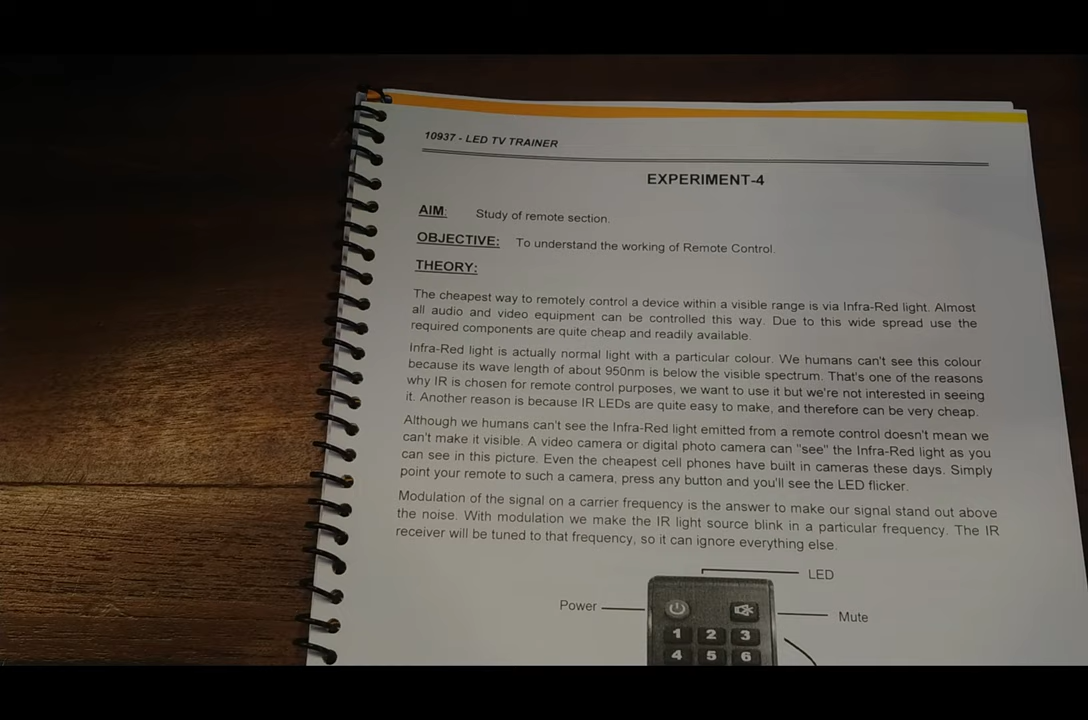 10937 - LED TV TRAINER
EXPERIMENT-4
AIM: Study of remote section.
OBJECTIVE: To understand the working of Remote Control.
THEORY:
The cheapest way to remotely control a device within a visible range is via Infra-Red light. Almost
all audio and video equipment can be controlled this way. Due to this wide spread use the
required components are quite cheap and readily available.
Infra-Red light is actually normal light with a particular colour. We humans can't see this colour
because its wave length of about 950nm is below the visible spectrum. That's one of the reasons
why IR is chosen for remote control purposes, we want to use it but we're not interested in seeing
it. Another reason is because IR LEDs are quite easy to make, and therefore can be very cheap.
Although we humans can't see the Infra-Red light emitted from a remote control doesn't mean we
can't make it visible. A video camera or digital photo camera can "see" the Infra-Red light as you
can see in this picture. Even the cheapest cell phones have built in cameras these days. Simply
point your remote to such a camera, press any button and you'll see the LED flicker.
Modulation of the signal on a carrier frequency is the answer to make our signal stand out above
the noise. With modulation we make the IR light source blink in a particular frequency. The IR
receiver will be tuned to that frequency, so it can ignore everything else.
LED
Power
Mute
1 2 3
4 5 6